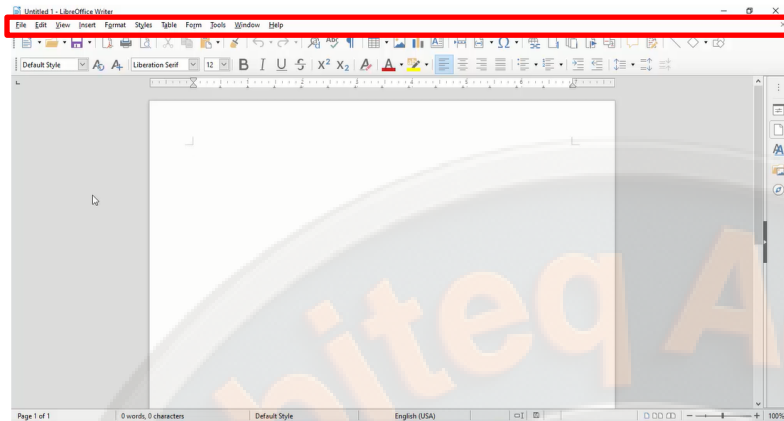 Untitled 1 - LibreOffice Writer
File Edit View Insert Format Styles Table Form Tools Window Help
Default Style Liberation Serif 12 B I U S X² X₂ A A
Page 1 of 1 0 words, 0 characters Default Style English (USA) 100%
biteq A